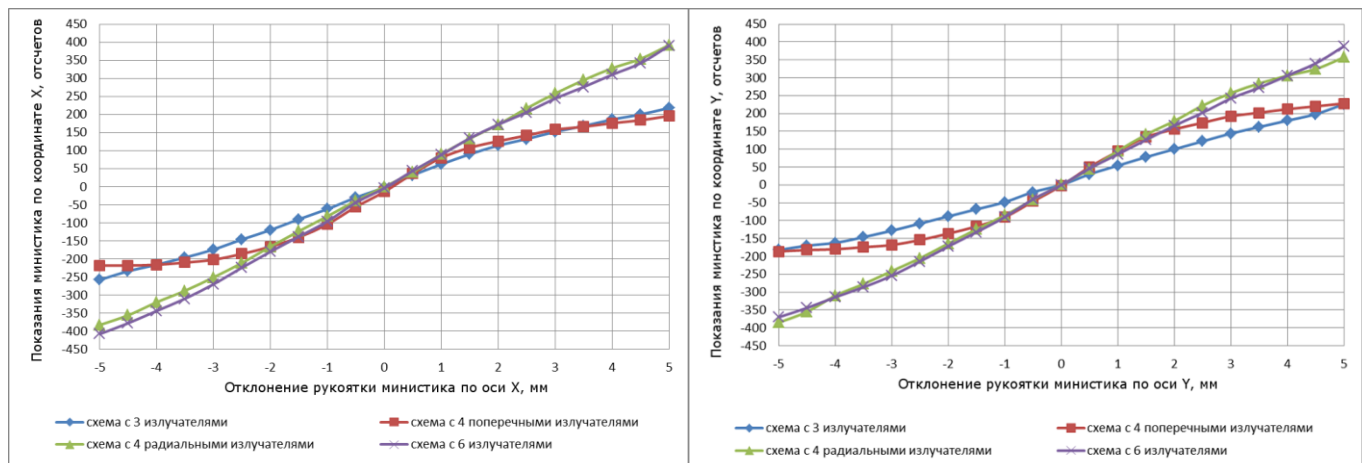 Показания министика по координате X, отсчетов
450
400
350
300
250
200
150
100
50
0
-50
-100
-150
-200
-250
-300
-350
-400
-450
-5 -4 -3 -2 -1 0 1 2 3 4 5
Отклонение рукоятки министика по оси X, мм
схема с 3 излучателями
схема с 4 поперечными излучателями
схема с 4 радиальными излучателями
схема с 6 излучателями
Показания минстика по координате Y, отсчетов
450
400
350
300
250
200
150
100
50
0
-50
-100
-150
-200
-250
-300
-350
-400
-450
-5 -4 -3 -2 -1 0 1 2 3 4 5
Отклонение рукоятки министика по оси Y, мм
схема с 3 излучателями
схема с 4 поперечными излучателями
схема с 4 радиальными излучателями
схема с 6 излучателями